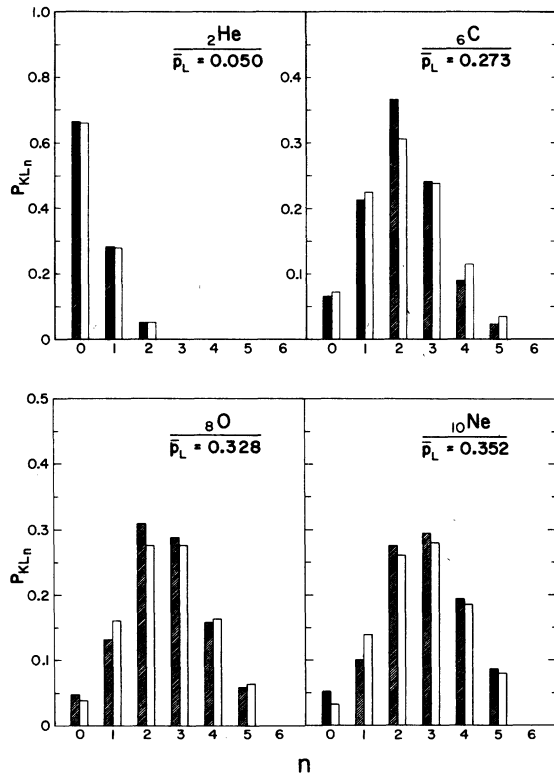 ₂He
p̄_L = 0.050
1.0
0.8
0.6
0.4
0.2
0
P_KLn
0 1 2 3 4 5 6
₆C
p̄_L = 0.273
0.4
0.3
0.2
0.1
0 1 2 3 4 5 6
₈O
p̄_L = 0.328
0.5
0.4
0.3
0.2
0.1
0
P_KLn
0 1 2 3 4 5 6
₁₀Ne
p̄_L = 0.352
0 1 2 3 4 5 6
n